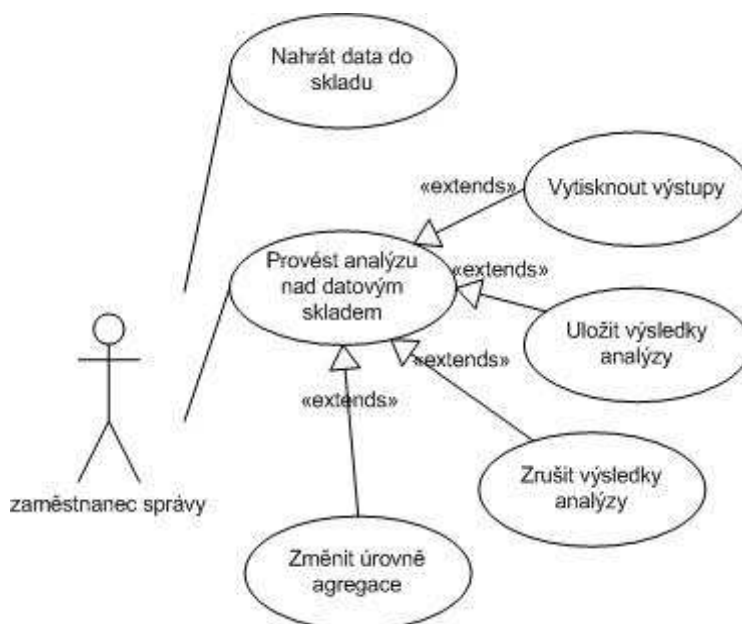 Nahrát data do
skladu
«extends»
Vytisknout výstupy
Provést analýzu
nad datovým
skladem
«extends»
Uložit výsledky
analýzy
«extends»
«extends»
Zrušit výsledky
analýzy
zaměstnanec správy
Změnit úrovně
agregace